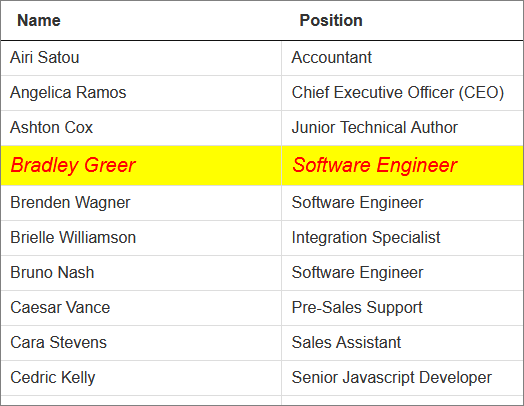 Name Position
Airi Satou Accountant
Angelica Ramos Chief Executive Officer (CEO)
Ashton Cox Junior Technical Author
Bradley Greer Software Engineer
Brenden Wagner Software Engineer
Brielle Williamson Integration Specialist
Bruno Nash Software Engineer
Caesar Vance Pre-Sales Support
Cara Stevens Sales Assistant
Cedric Kelly Senior Javascript Developer